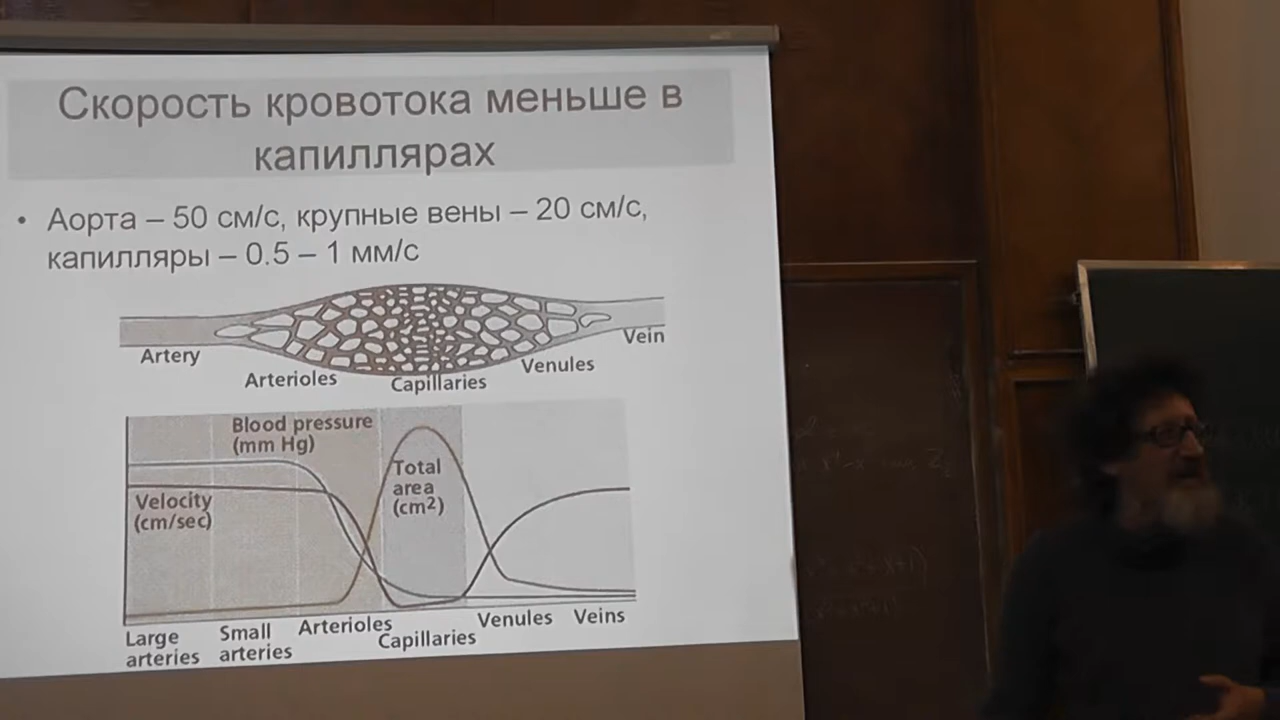 Скорость кровотока меньше в
капиллярах
• Аорта – 50 см/с, крупные вены – 20 см/с,
капилляры – 0.5 – 1 мм/с
Artery
Arterioles
Capillaries
Venules
Vein
Blood pressure
(mm Hg)
Velocity
(cm/sec)
Total
area
(cm2)
Large
arteries
Small
arteries
Arterioles
Capillaries
Venules
Veins